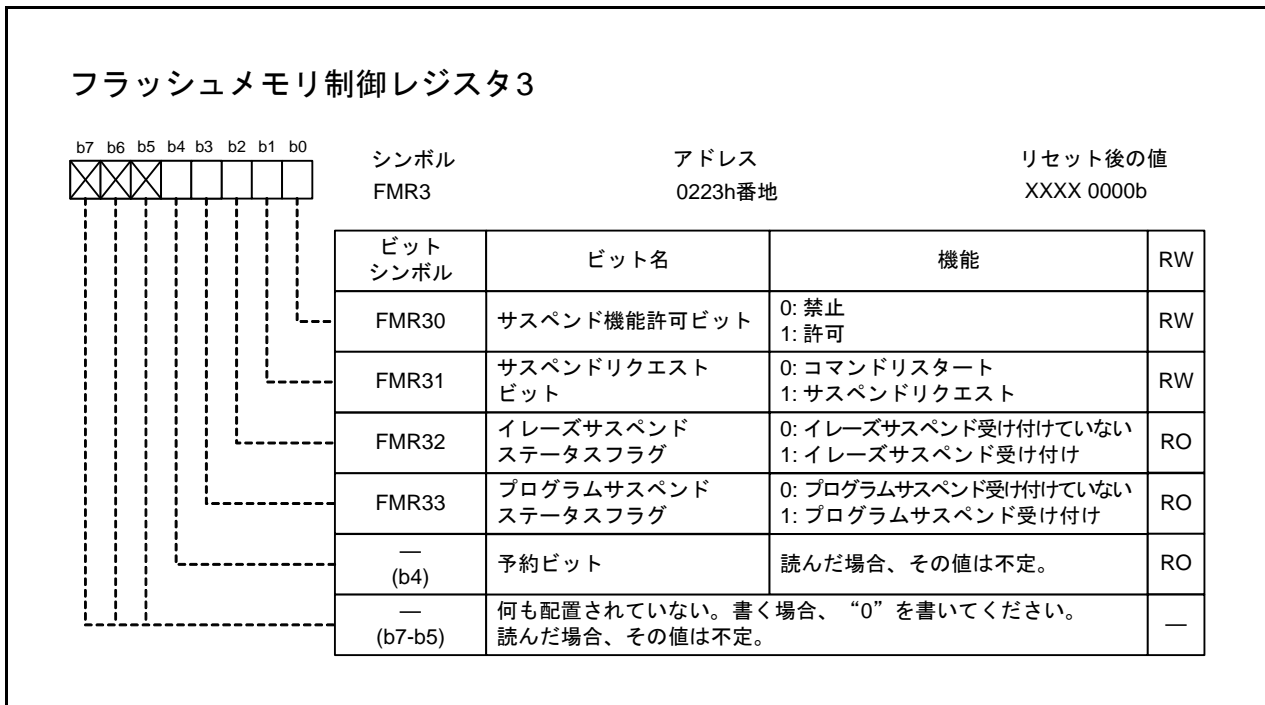 フラッシュメモリ制御レジスタ3
b7 b6 b5 b4 b3 b2 b1 b0
シンボル アドレス リセット後の値
FMR3 0223h番地 XXXX 0000b
ビット
シンボル ビット名 機能 RW
FMR30 サスペンド機能許可ビット 0: 禁止
1: 許可 RW
FMR31 サスペンドリクエスト
ビット 0: コマンドリスタート
1: サスペンドリクエスト RW
FMR32 イレーズサスペンド
ステータスフラグ 0: イレーズサスペンド受け付けていない
1: イレーズサスペンド受け付け RO
FMR33 プログラムサスペンド
ステータスフラグ 0: プログラムサスペンド受け付けていない
1: プログラムサスペンド受け付け RO
—
(b4) 予約ビット 読んだ場合、その値は不定。 RO
—
(b7-b5) 何も配置されていない。書く場合、“0”を書いてください。
読んだ場合、その値は不定。 —